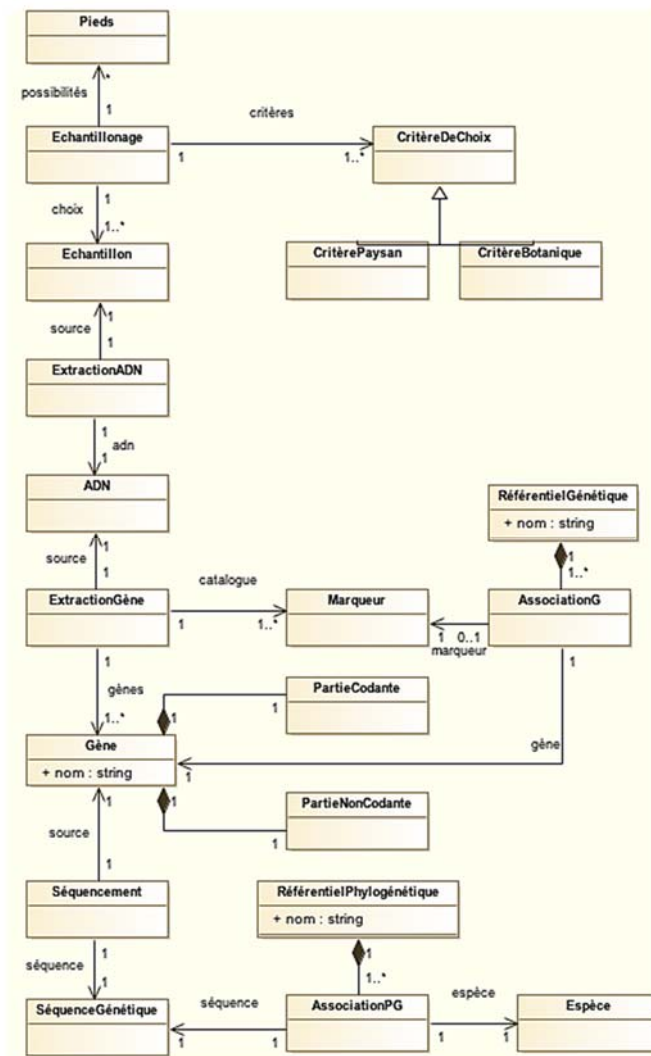 Pieds
*
possibilités
1
Echantillonage
critères
CritèreDeChoix
1
1..*
1
choix
1..*
Echantillon
CritèrePaysan
CritèreBotanique
1
source
1
ExtractionADN
1
adn
1
ADN
RéférentielGénétique
+ nom : string
1
source
1
1
1..*
ExtractionGène
catalogue
Marqueur
AssociationG
1
1..*
1
0..1
marqueur
1
gènes
1..*
1
PartieCodante
1
1
Gène
+ nom : string
gène
1
1
1
PartieNonCodante
1
source
1
Séquencement
RéférentielPhylogénétique
+ nom : string
1
séquence
1
1
1..*
SéquenceGénétique
séquence
AssociationPG
espèce
Espèce
1
1
1
1